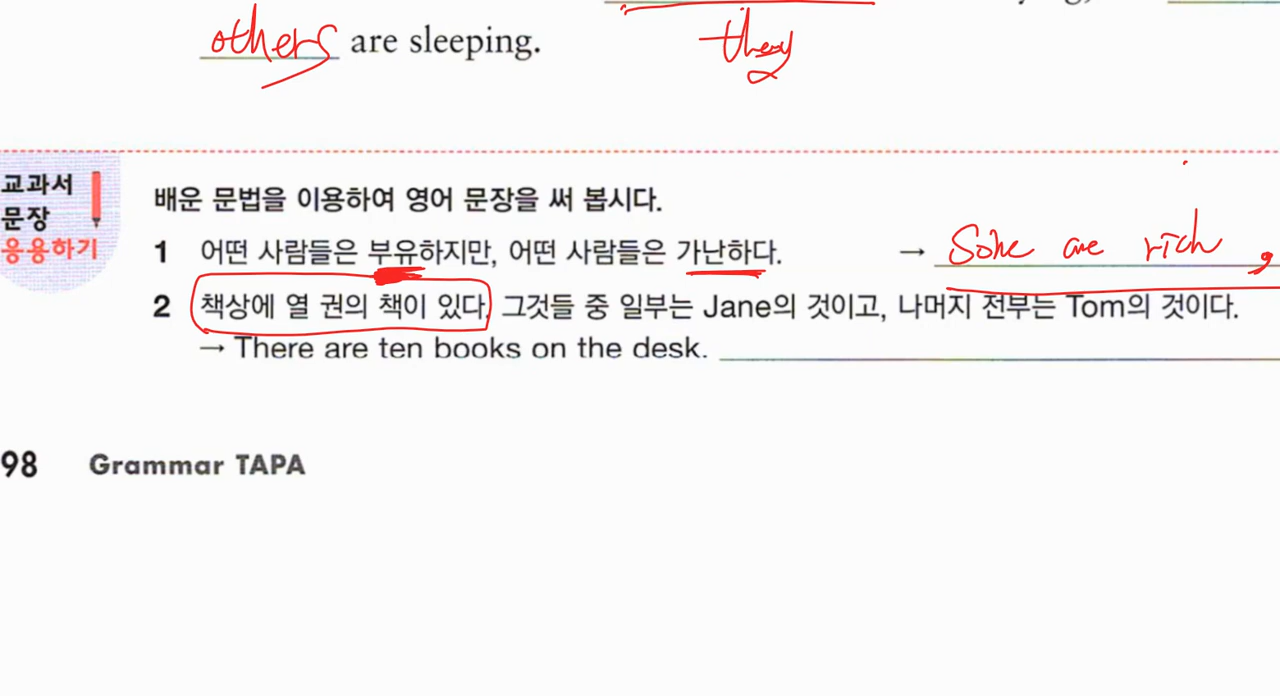 others are sleeping.
they
교과서
문장
응용하기
배운 문법을 이용하여 영어 문장을 써 봅시다.
1 어떤 사람들은 부유하지만, 어떤 사람들은 가난하다. → Some are rich,
2 책상에 열 권의 책이 있다. 그것들 중 일부는 Jane의 것이고, 나머지 전부는 Tom의 것이다.
→ There are ten books on the desk.
98 Grammar TAPA